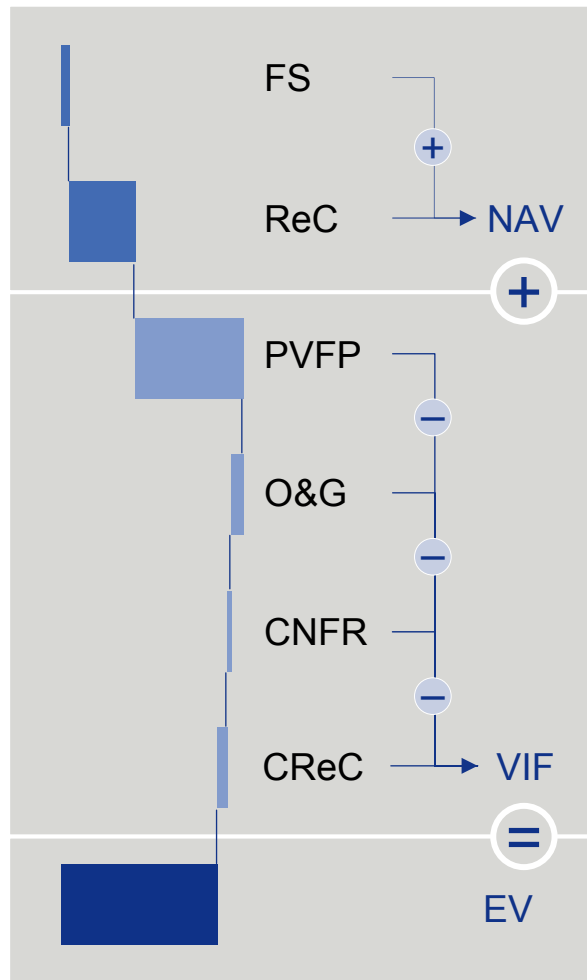 FS
+
ReC
NAV
+
PVFP
−
O&G
−
CNFR
−
CReC
VIF
=
EV